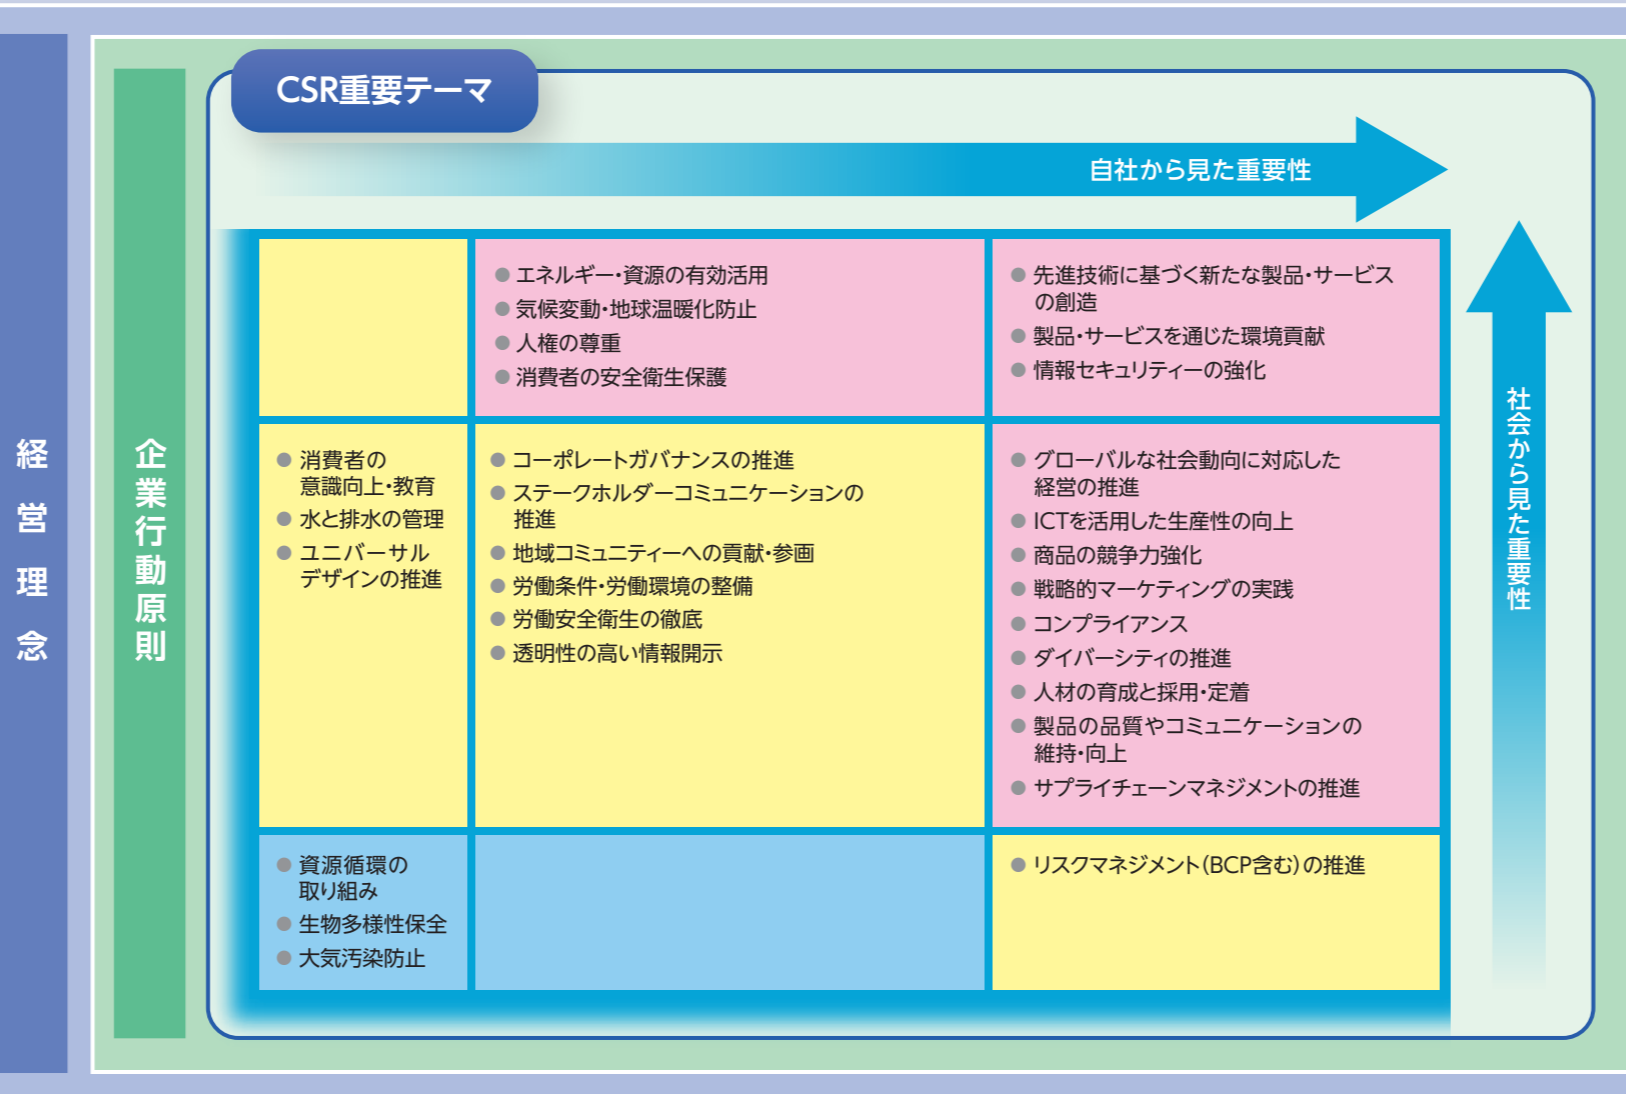 経営理念
企業行動原則
CSR重要テーマ
自社から見た重要性
社会から見た重要性
●エネルギー・資源の有効活用
●気候変動・地球温暖化防止
●人権の尊重
●消費者の安全衛生保護
●先進技術に基づく新たな製品・サービス
の創造
●製品・サービスを通じた環境貢献
●情報セキュリティーの強化
●消費者の
意識向上・教育
●水と排水の管理
●ユニバーサル
デザインの推進
●コーポレートガバナンスの推進
●ステークホルダーコミュニケーションの
推進
●地域コミュニティーへの貢献・参画
●労働条件・労働環境の整備
●労働安全衛生の徹底
●透明性の高い情報開示
●グローバルな社会動向に対応した
経営の推進
●ICTを活用した生産性の向上
●商品の競争力強化
●戦略的マーケティングの実践
●コンプライアンス
●ダイバーシティの推進
●人材の育成と採用・定着
●製品の品質やコミュニケーションの
維持・向上
●サプライチェーンマネジメントの推進
●資源循環の
取り組み
●生物多様性保全
●大気汚染防止
●リスクマネジメント(BCP含む)の推進